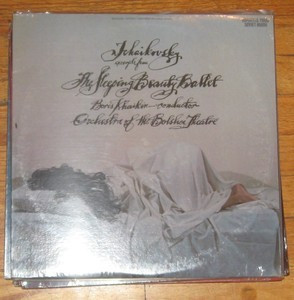 Tchaikovsky
excerpts from
The Sleeping Beauty Ballet
Boris Khaikin conductor
Orchestra of the Bolshoi Theatre